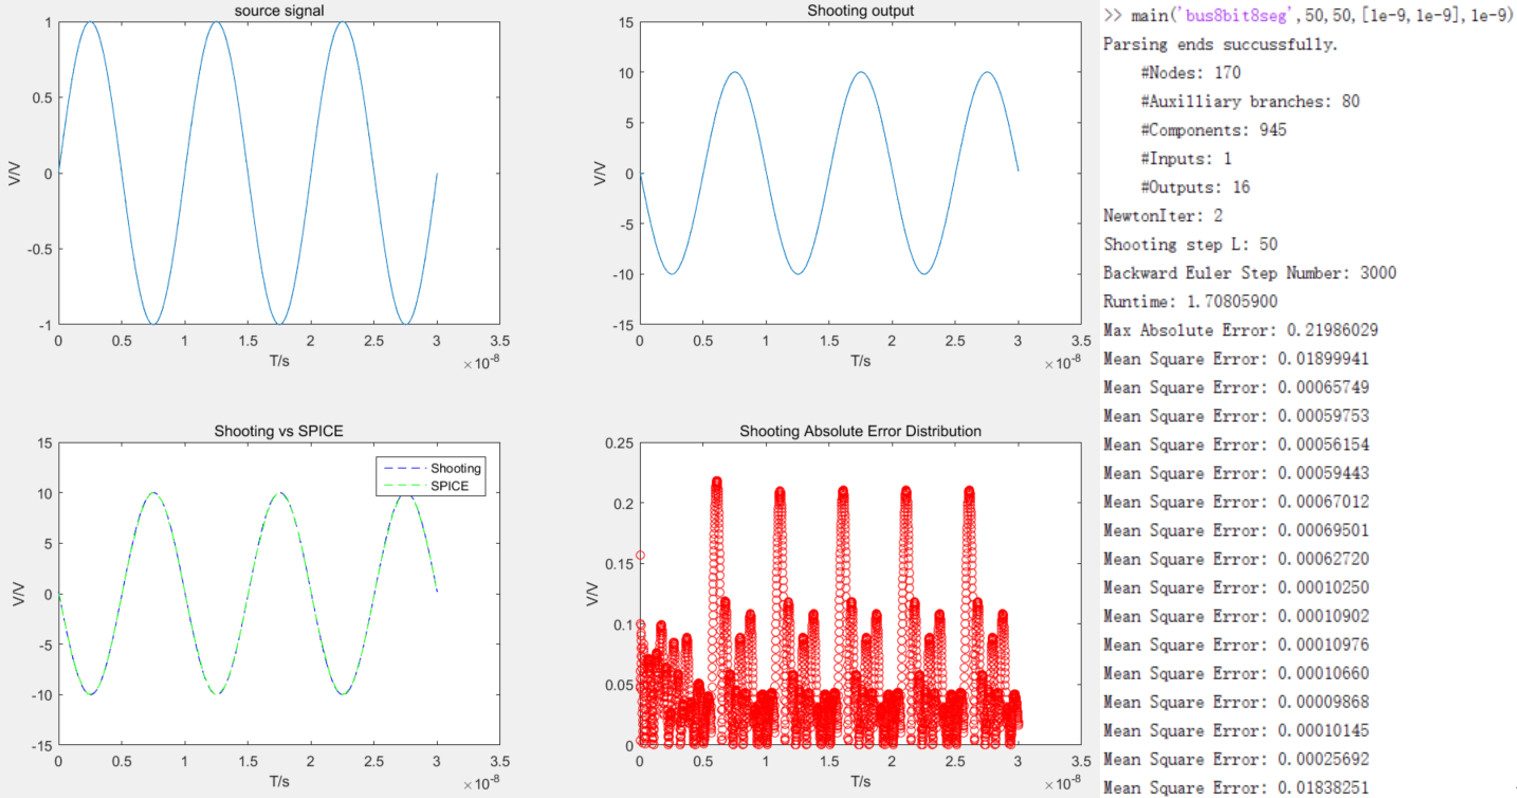 source signal
V/V
1
0.5
0
-0.5
-1
0 0.5 1 1.5 2 2.5 3 3.5
T/s
×10-8
Shooting output
V/V
15
10
5
0
-5
-10
-15
0 0.5 1 1.5 2 2.5 3 3.5
T/s
×10-8
Shooting vs SPICE
V/V
15
10
5
0
-5
-10
-15
Shooting
SPICE
0 0.5 1 1.5 2 2.5 3 3.5
T/s
×10-8
Shooting Absolute Error Distribution
V/V
0.25
0.2
0.15
0.1
0.05
0
0 0.5 1 1.5 2 2.5 3 3.5
T/s
×10-8
>> main('bus8bit8seg',50,50,[1e-9,1e-9],1e-9)
Parsing ends succussfully.
#Nodes: 170
#Auxilliary branches: 80
#Components: 945
#Inputs: 1
#Outputs: 16
NewtonIter: 2
Shooting step L: 50
Backward Euler Step Number: 3000
Runtime: 1.70805900
Max Absolute Error: 0.21986029
Mean Square Error: 0.01899941
Mean Square Error: 0.00065749
Mean Square Error: 0.00059753
Mean Square Error: 0.00056154
Mean Square Error: 0.00059443
Mean Square Error: 0.00067012
Mean Square Error: 0.00069501
Mean Square Error: 0.00062720
Mean Square Error: 0.00010250
Mean Square Error: 0.00010902
Mean Square Error: 0.00010976
Mean Square Error: 0.00010660
Mean Square Error: 0.00009868
Mean Square Error: 0.00010145
Mean Square Error: 0.00025692
Mean Square Error: 0.01838251